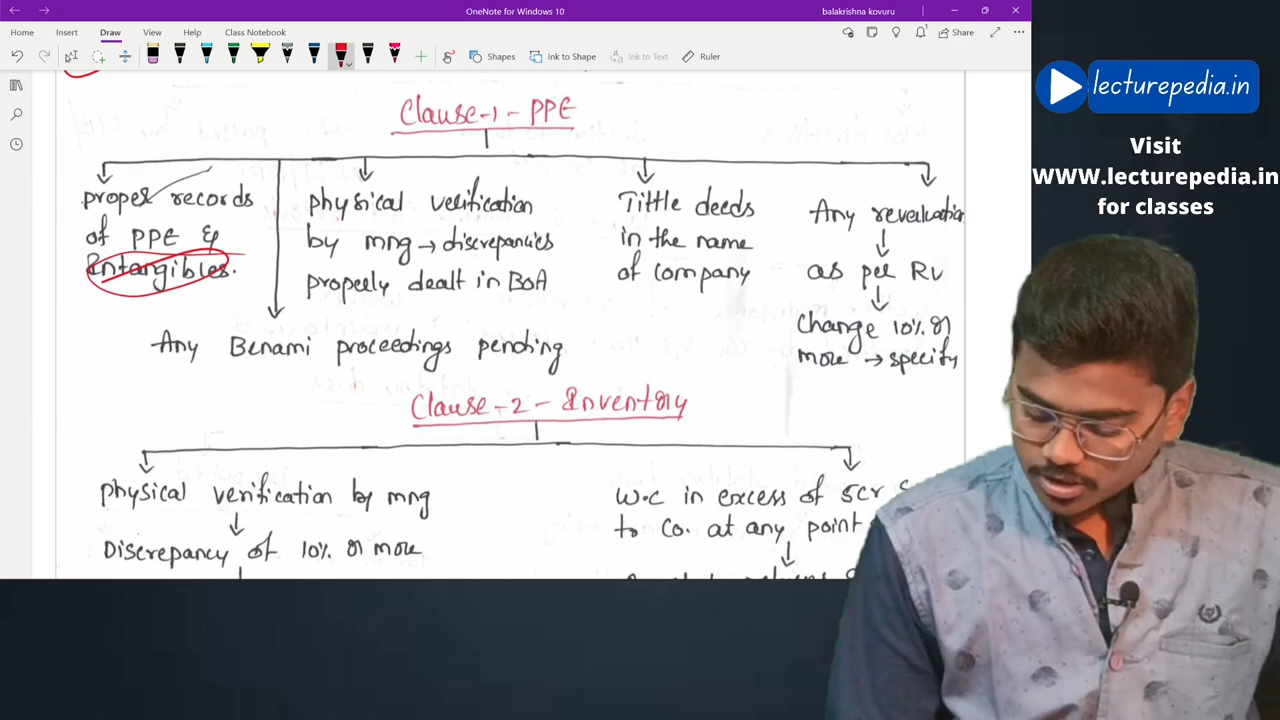 OneNote for Windows 10
balakrishna kovuru
Home Insert Draw View Help Class Notebook
Share
Shapes Ink to Shape Ink to Text Ruler
lecturepedia.in
Visit
WWW.lecturepedia.in
for classes
Clause-1-PPE
proper records
of PPE &
Intangibles.
physical verification
by mng → discrepancies
properly dealt in BoA
Tittle deeds
in the name
of company
Any revaluation
as per RV
Change 10% or
more → specify
Any Benami proceedings pending
Clause-2-Inventory
Physical verification by mng
Discrepancy of 10% or more
W.C in excess of 5cr
to Co. at any point